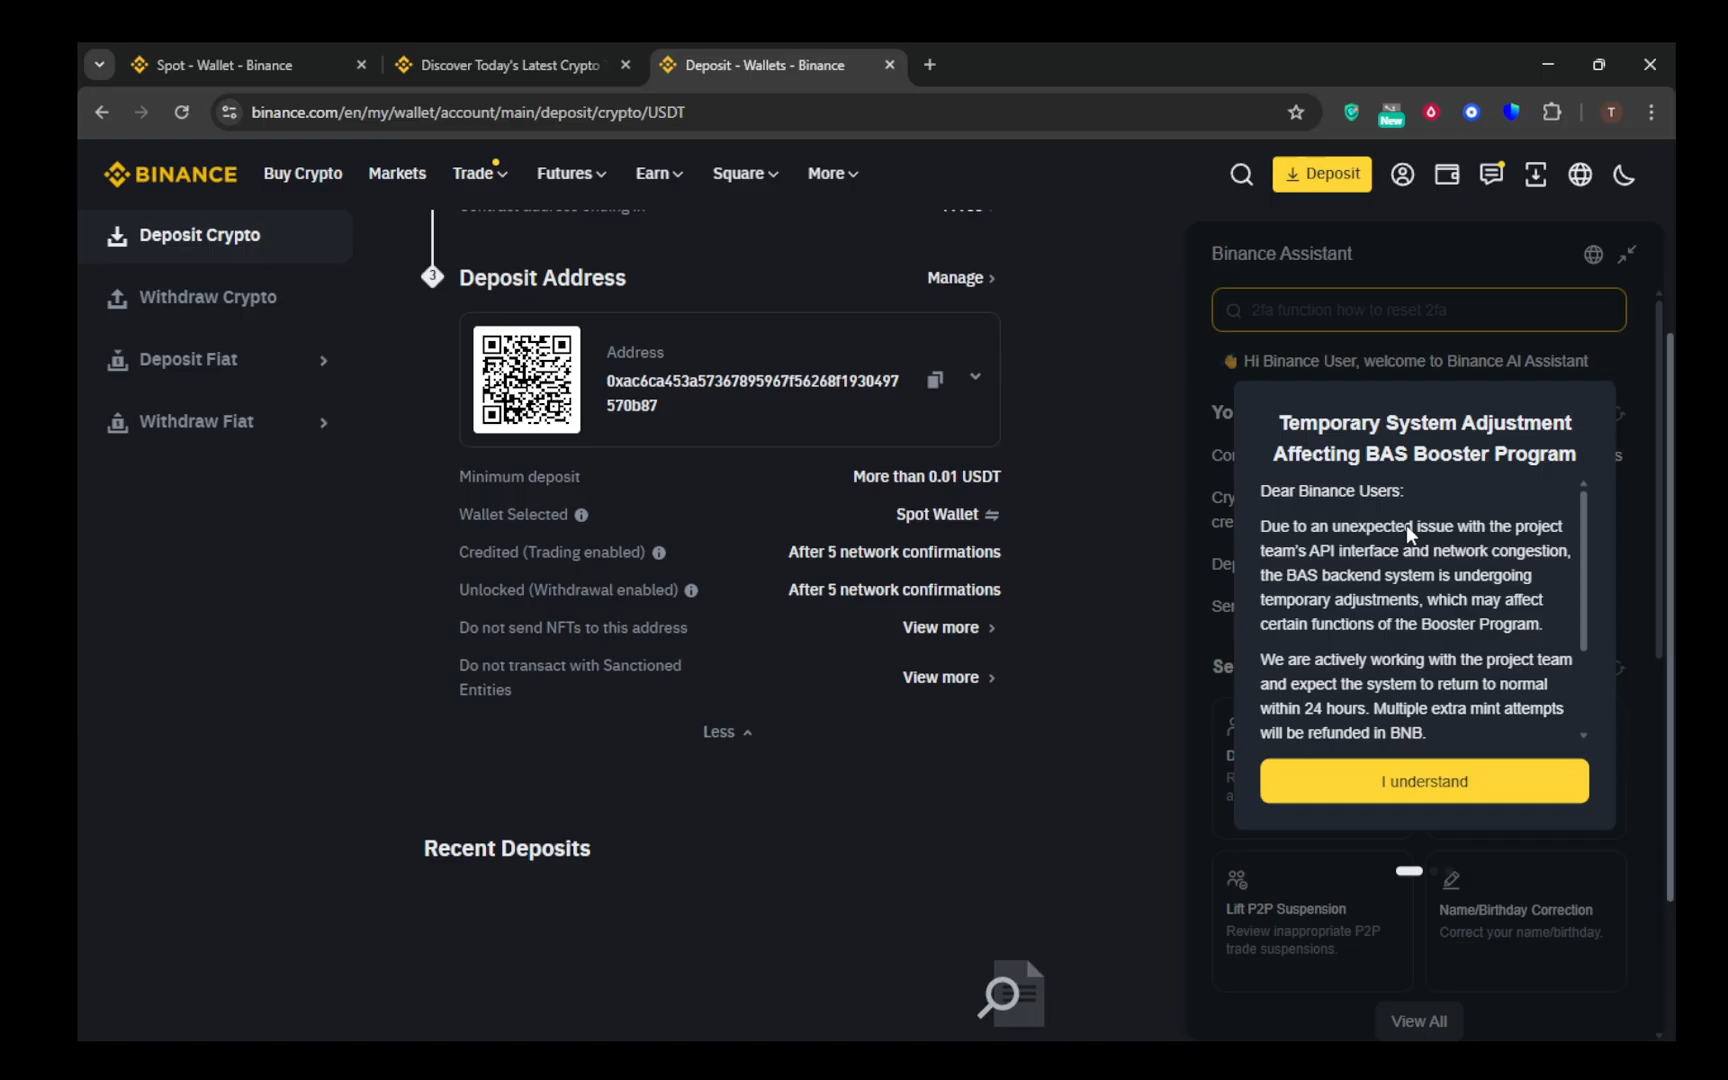 Spot - Wallet - Binance
Discover Today's Latest Crypto
Deposit - Wallets - Binance
binance.com/en/my/wallet/account/main/deposit/crypto/USDT
New
T
BINANCE
Buy Crypto
Markets
Trade
Futures
Earn
Square
More
Deposit
Deposit Crypto
Withdraw Crypto
Deposit Fiat
Withdraw Fiat
3
Deposit Address
Manage
Address
0xac6ca453a57367895967f56268f1930497
570b87
Minimum deposit
More than 0.01 USDT
Wallet Selected
Spot Wallet
Credited (Trading enabled)
After 5 network confirmations
Unlocked (Withdrawal enabled)
After 5 network confirmations
Do not send NFTs to this address
View more
Do not transact with Sanctioned
Entities
View more
Less
Recent Deposits
Binance Assistant
2fa function how to reset 2fa
Hi Binance User, welcome to Binance AI Assistant
Temporary System Adjustment
Affecting BAS Booster Program
Dear Binance Users:
Due to an unexpected issue with the project
team's API interface and network congestion,
the BAS backend system is undergoing
temporary adjustments, which may affect
certain functions of the Booster Program.
We are actively working with the project team
and expect the system to return to normal
within 24 hours. Multiple extra mint attempts
will be refunded in BNB.
I understand
Lift P2P Suspension
Review inappropriate P2P
trade suspensions.
Name/Birthday Correction
Correct your name/birthday.
View All